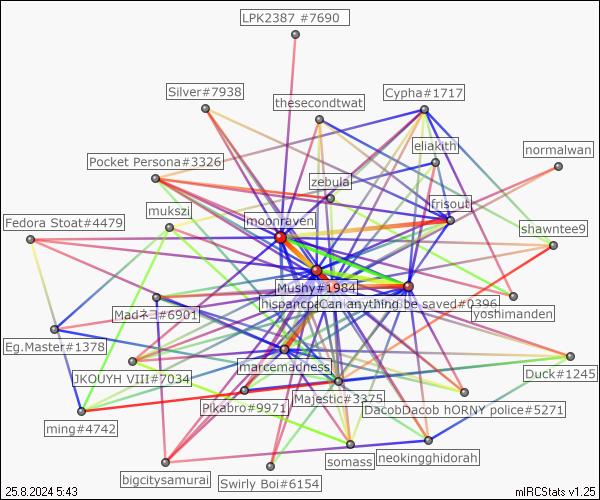 LPK2387 #7690
Silver#7938
thesecondtwat
Cypha#1717
eliakith
normalwan
Pocket Persona#3326
zebula
mukszi
frisout
moonraven
Fedora Stoat#4479
shawntee9
Mushy#1984
hispancpa
Can anything be saved#0396
Madネコ#6901
yoshimanden
Eg.Master#1378
marcemadness
JKOUYH VIII#7034
Duck#1245
Pikabro#9971
Majestic#3375
DacobDacob hORNY police#5271
ming#4742
somass
neokingghidorah
bigcitysamurai
Swirly Boi#6154
25.8.2024 5:43
mIRCStats v1.25